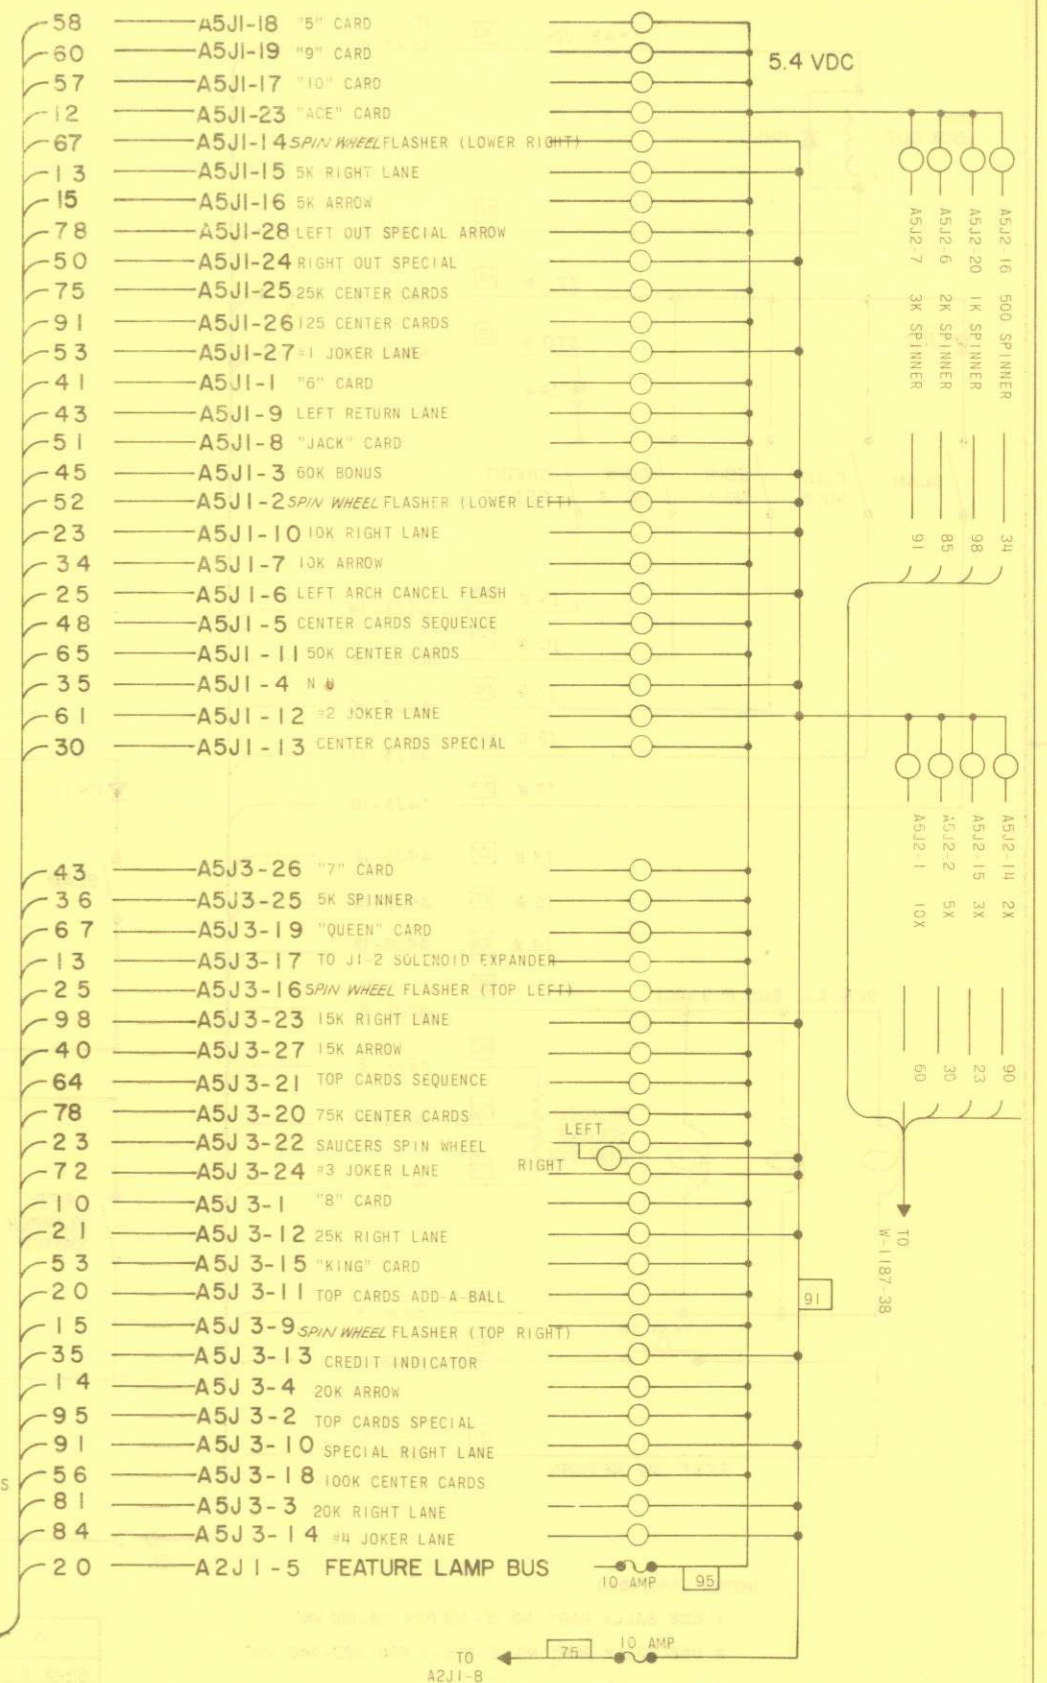 58 A5J1-18 "5" CARD
60 A5J1-19 "9" CARD
5.4 VDC
57 A5J1-17 "10" CARD
12 A5J1-23 "ACE" CARD
67 A5J1-14 SPIN WHEEL FLASHER (LOWER RIGHT)
13 A5J1-15 5K RIGHT LANE
15 A5J1-16 5K ARROW
78 A5J1-28 LEFT OUT SPECIAL ARROW
50 A5J1-24 RIGHT OUT SPECIAL
75 A5J1-25 25K CENTER CARDS
91 A5J1-26 125 CENTER CARDS
53 A5J1-27 #1 JOKER LANE
41 A5J1-1 "6" CARD
43 A5J1-9 LEFT RETURN LANE
51 A5J1-8 "JACK" CARD
45 A5J1-3 60K BONUS
52 A5J1-2 SPIN WHEEL FLASHER (LOWER LEFT)
23 A5J1-10 10K RIGHT LANE
34 A5J1-7 10K ARROW
25 A5J1-6 LEFT ARCH CANCEL FLASH
48 A5J1-5 CENTER CARDS SEQUENCE
65 A5J1-11 50K CENTER CARDS
35 A5J1-4 N U
61 A5J1-12 #2 JOKER LANE
30 A5J1-13 CENTER CARDS SPECIAL
A5J2-7 3K SPINNER 91
A5J2-6 2K SPINNER 85
A5J2-20 1K SPINNER 98
A5J2-16 500 SPINNER 34
43 A5J3-26 "7" CARD
36 A5J3-25 5K SPINNER
67 A5J3-19 "QUEEN" CARD
13 A5J3-17 TO J1-2 SOLENOID EXPANDER
25 A5J3-16 SPIN WHEEL FLASHER (TOP LEFT)
98 A5J3-23 15K RIGHT LANE
40 A5J3-27 15K ARROW
64 A5J3-21 TOP CARDS SEQUENCE
78 A5J3-20 75K CENTER CARDS
LEFT
23 A5J3-22 SAUCERS SPIN WHEEL
RIGHT
72 A5J3-24 #3 JOKER LANE
10 A5J3-1 "8" CARD
21 A5J3-12 25K RIGHT LANE
53 A5J3-15 "KING" CARD
20 A5J3-11 TOP CARDS ADD-A-BALL
91
15 A5J3-9 SPIN WHEEL FLASHER (TOP RIGHT)
35 A5J3-13 CREDIT INDICATOR
14 A5J3-4 20K ARROW
95 A5J3-2 TOP CARDS SPECIAL
91 A5J3-10 SPECIAL RIGHT LANE
S
56 A5J3-18 100K CENTER CARDS
81 A5J3-3 20K RIGHT LANE
84 A5J3-14 #4 JOKER LANE
20 A2J1-5 FEATURE LAMP BUS
10 AMP 95
TO A2J1-8 75 10 AMP
A5J2-1 10X 60
A5J2-2 5X 30
A5J2-15 3X 23
A5J2-14 2X 90
TO
W-1187-38